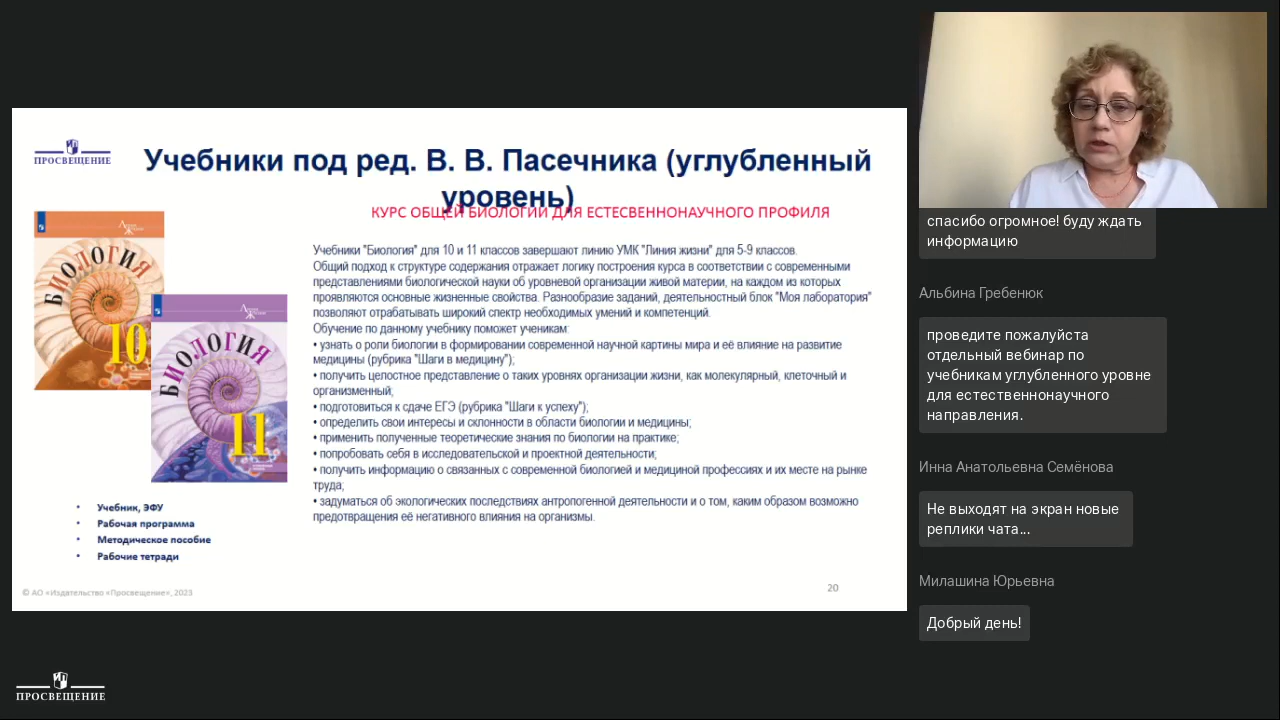 ПРОСВЕЩЕНИЕ
Учебники под ред. В. В. Пасечника (углубленный
уровень)
КУРС ОБЩЕЙ БИОЛОГИИ ДЛЯ ЕСТЕСВЕННОНАУЧНОГО ПРОФИЛЯ
Линия Жизни
БИОЛОГИЯ
10
Линия Жизни
БИОЛОГИЯ
11
Учебники "Биология" для 10 и 11 классов завершают линию УМК "Линия жизни" для 5-9 классов.
Общий подход к структуре содержания отражает логику построения курса в соответствии с современными
представлениями биологической науки об уровневой организации живой материи, на каждом из которых
проявляются основные жизненные свойства. Разнообразие заданий, деятельностный блок "Моя лаборатория"
позволяют отрабатывать широкий спектр необходимых умений и компетенций.
Обучение по данному учебнику поможет ученикам:
• узнать о роли биологии в формировании современной научной картины мира и её влияние на развитие
медицины (рубрика "Шаги в медицину");
• получить целостное представление о таких уровнях организации жизни, как молекулярный, клеточный и
организменный;
• подготовиться к сдаче ЕГЭ (рубрика "Шаги к успеху");
• определить свои интересы и склонности в области биологии и медицины;
• применить полученные теоретические знания по биологии на практике;
• попробовать себя в исследовательской и проектной деятельности;
• получить информацию о связанных с современной биологией и медициной профессиях и их месте на рынке
труда;
• задуматься об экологических последствиях антропогенной деятельности и о том, каким образом возможно
предотвращения её негативного влияния на организмы.
• Учебник, ЭФУ
• Рабочая программа
• Методическое пособие
• Рабочие тетради
© АО «Издательство «Просвещение», 2023
20
ПРОСВЕЩЕНИЕ
спасибо огромное! буду ждать
информацию
Альбина Гребенюк
проведите пожалуйста
отдельный вебинар по
учебникам углубленного уровне
для естественнонаучного
направления.
Инна Анатольевна Семёнова
Не выходят на экран новые
реплики чата...
Милашина Юрьевна
Добрый день!